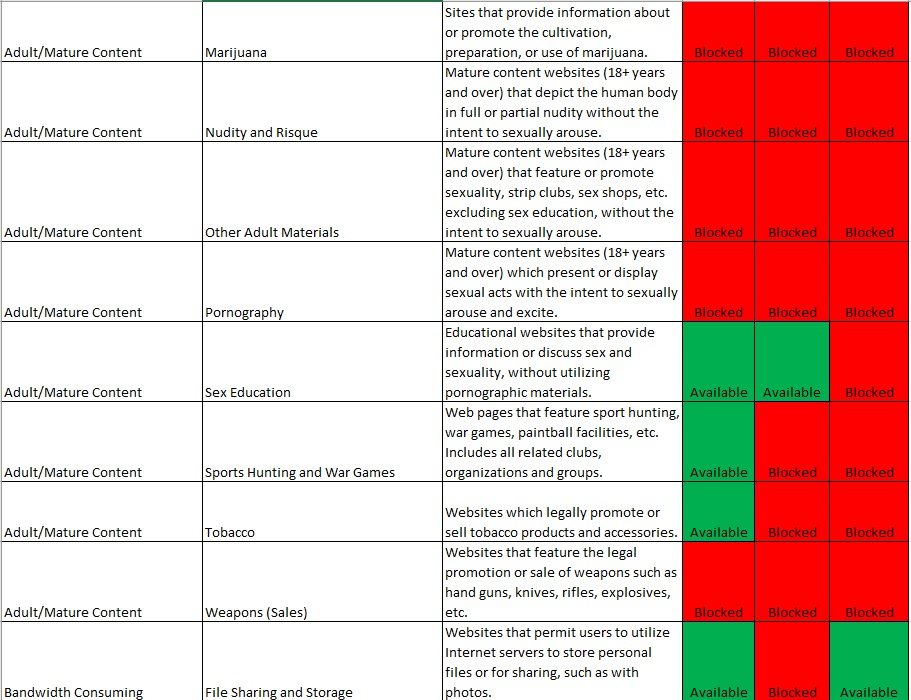 Sites that provide information about
or promote the cultivation,
Adult/Mature Content Marijuana preparation, or use of marijuana. Blocked Blocked Blocked
Mature content websites (18+ years
and over) that depict the human body
in full or partial nudity without the
Adult/Mature Content Nudity and Risque intent to sexually arouse. Blocked Blocked Blocked
Mature content websites (18+ years
and over) that feature or promote
sexuality, strip clubs, sex shops, etc.
excluding sex education, without the
Adult/Mature Content Other Adult Materials intent to sexually arouse. Blocked Blocked Blocked
Mature content websites (18+ years
and over) which present or display
sexual acts with the intent to sexually
Adult/Mature Content Pornography arouse and excite. Blocked Blocked Blocked
Educational websites that provide
information or discuss sex and
sexuality, without utilizing
Adult/Mature Content Sex Education pornographic materials. Available Available Blocked
Web pages that feature sport hunting,
war games, paintball facilities, etc.
Includes all related clubs,
Adult/Mature Content Sports Hunting and War Games organizations and groups. Available Blocked Blocked
Websites which legally promote or
Adult/Mature Content Tobacco sell tobacco products and accessories. Available Blocked Blocked
Websites that feature the legal
promotion or sale of weapons such as
hand guns, knives, rifles, explosives,
Adult/Mature Content Weapons (Sales) etc. Blocked Blocked Blocked
Websites that permit users to utilize
Internet servers to store personal
files or for sharing, such as with
Bandwidth Consuming File Sharing and Storage photos. Available Blocked Available